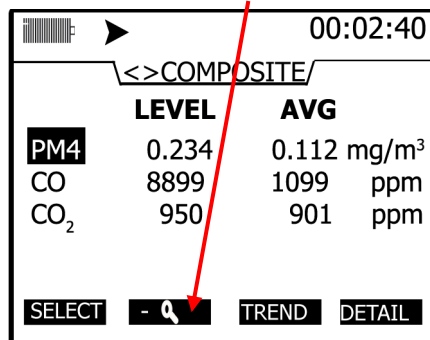 00:02:40
<>COMPOSITE/
LEVEL AVG
PM4 0.234 0.112 mg/m³
CO 8899 1099 ppm
CO₂ 950 901 ppm
SELECT - TREND DETAIL